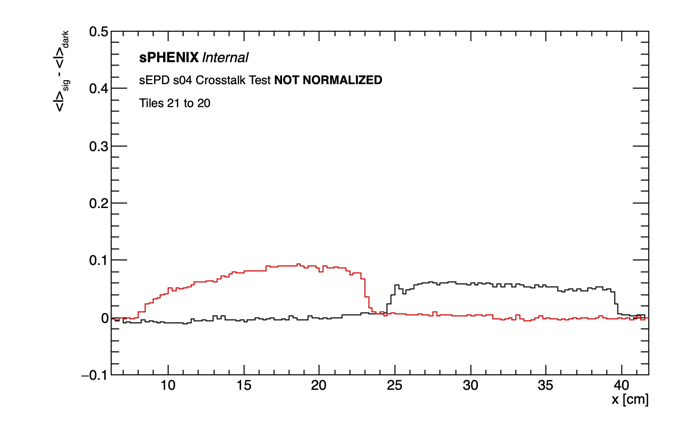 0.5
0.4
0.3
0.2
0.1
0
−0.1
<I>sig - <I>dark
sPHENIX Internal
sEPD s04 Crosstalk Test NOT NORMALIZED
Tiles 21 to 20
10 15 20 25 30 35 40
x [cm]